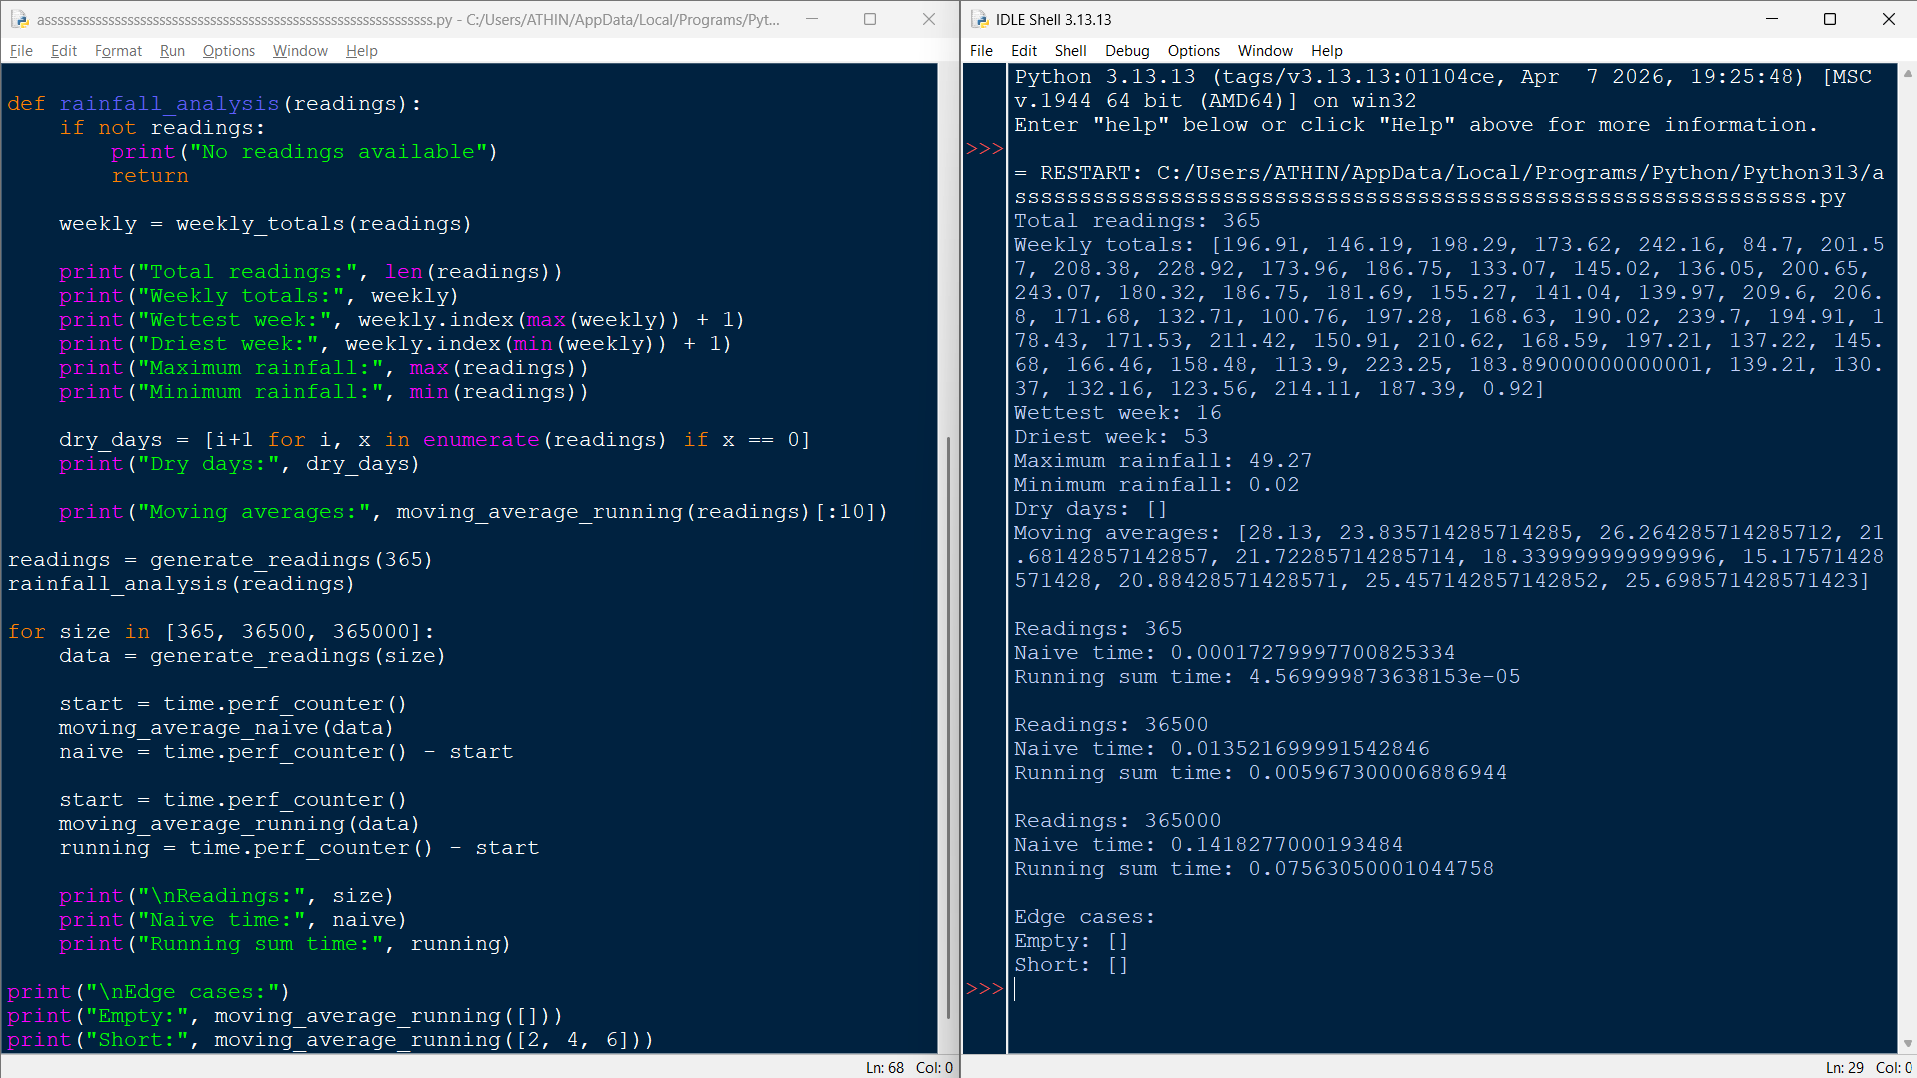 asssssssssssssssssssssssssssssssssssssssssssssssssssssssssssss.py - C:/Users/ATHIN/AppData/Local/Programs/Pyt...
File Edit Format Run Options Window Help
def rainfall_analysis(readings):
    if not readings:
        print("No readings available")
        return
    weekly = weekly_totals(readings)
    print("Total readings:", len(readings))
    print("Weekly totals:", weekly)
    print("Wettest week:", weekly.index(max(weekly)) + 1)
    print("Driest week:", weekly.index(min(weekly)) + 1)
    print("Maximum rainfall:", max(readings))
    print("Minimum rainfall:", min(readings))
    dry_days = [i+1 for i, x in enumerate(readings) if x == 0]
    print("Dry days:", dry_days)
    print("Moving averages:", moving_average_running(readings)[:10])
readings = generate_readings(365)
rainfall_analysis(readings)
for size in [365, 36500, 365000]:
    data = generate_readings(size)
    start = time.perf_counter()
    moving_average_naive(data)
    naive = time.perf_counter() - start
    start = time.perf_counter()
    moving_average_running(data)
    running = time.perf_counter() - start
    print("\nReadings:", size)
    print("Naive time:", naive)
    print("Running sum time:", running)
print("\nEdge cases:")
print("Empty:", moving_average_running([]))
print("Short:", moving_average_running([2, 4, 6]))
Ln: 68 Col: 0
IDLE Shell 3.13.13
File Edit Shell Debug Options Window Help
Python 3.13.13 (tags/v3.13.13:01104ce, Apr  7 2026, 19:25:48) [MSC
v.1944 64 bit (AMD64)] on win32
Enter "help" below or click "Help" above for more information.
>>>
= RESTART: C:/Users/ATHIN/AppData/Local/Programs/Python/Python313/a
sssssssssssssssssssssssssssssssssssssssssssssssssssssssssssss.py
Total readings: 365
Weekly totals: [196.91, 146.19, 198.29, 173.62, 242.16, 84.7, 201.5
7, 208.38, 228.92, 173.96, 186.75, 133.07, 145.02, 136.05, 200.65,
243.07, 180.32, 186.75, 181.69, 155.27, 141.04, 139.97, 209.6, 206.
8, 171.68, 132.71, 100.76, 197.28, 168.63, 190.02, 239.7, 194.91, 1
78.43, 171.53, 211.42, 150.91, 210.62, 168.59, 197.21, 137.22, 145.
68, 166.46, 158.48, 113.9, 223.25, 183.89000000000001, 139.21, 130.
37, 132.16, 123.56, 214.11, 187.39, 0.92]
Wettest week: 16
Driest week: 53
Maximum rainfall: 49.27
Minimum rainfall: 0.02
Dry days: []
Moving averages: [28.13, 23.835714285714285, 26.264285714285712, 21
.68142857142857, 21.72285714285714, 18.339999999999996, 15.17571428
571428, 20.88428571428571, 25.457142857142852, 25.698571428571423]
Readings: 365
Naive time: 0.00017279997700825334
Running sum time: 4.569999873638153e-05
Readings: 36500
Naive time: 0.013521699991542846
Running sum time: 0.005967300006886944
Readings: 365000
Naive time: 0.1418277000193484
Running sum time: 0.07563050001044758
Edge cases:
Empty: []
Short: []
>>>
Ln: 29 Col: 0